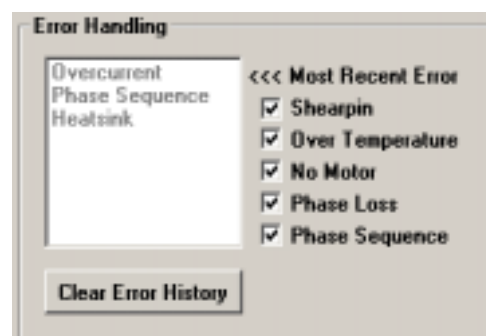 Error Handling
Overcurrent
Phase Sequence
Heatsink
<<< Most Recent Error
Shearpin
Over Temperature
No Motor
Phase Loss
Phase Sequence
Clear Error History